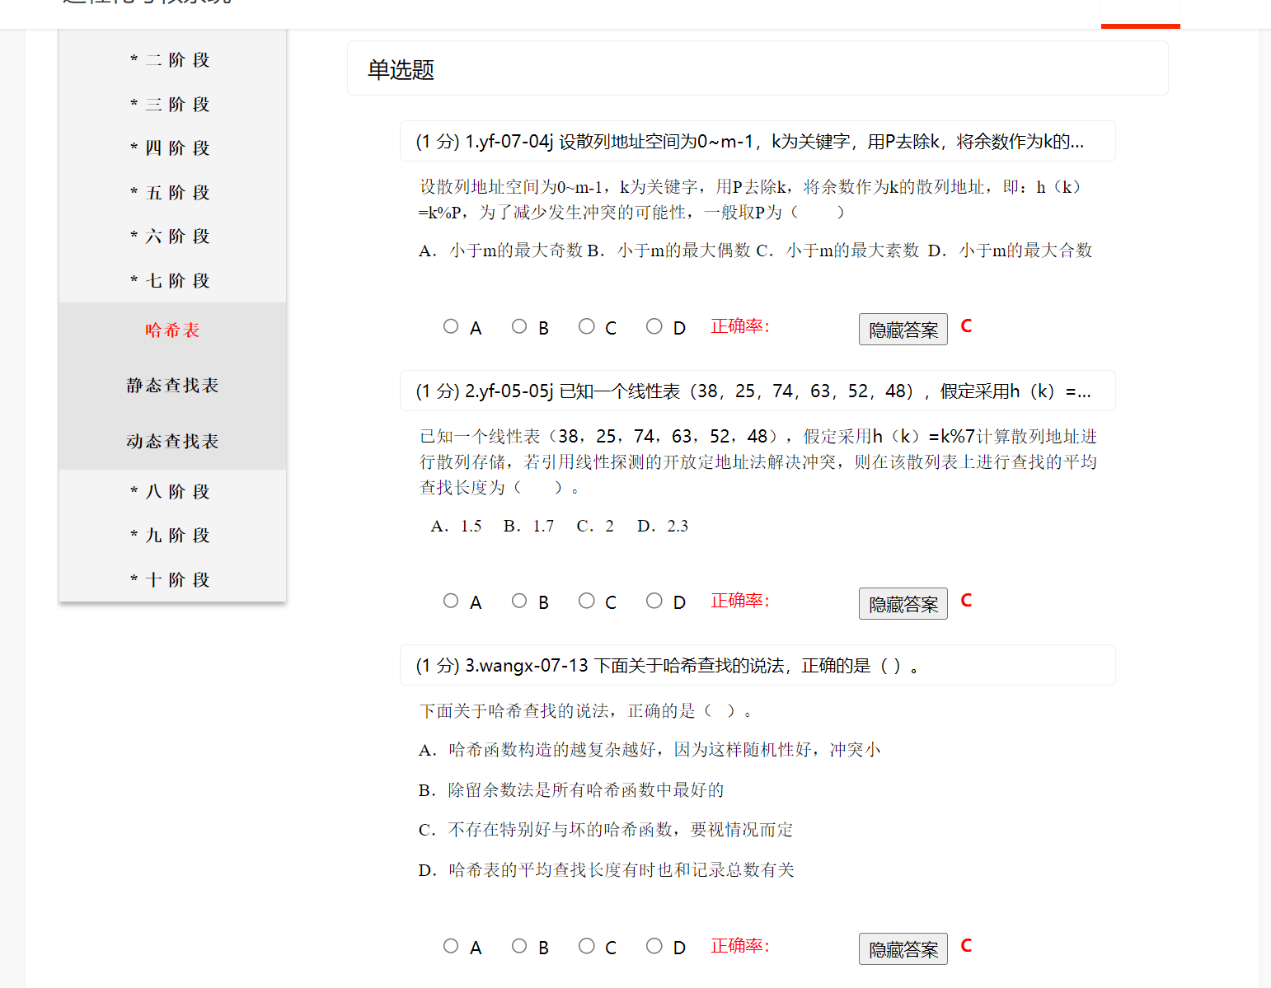 * 二 阶 段
* 三 阶 段
* 四 阶 段
* 五 阶 段
* 六 阶 段
* 七 阶 段
哈希表
静态查找表
动态查找表
* 八 阶 段
* 九 阶 段
* 十 阶 段
单选题
(1 分) 1.yf-07-04j 设散列地址空间为0~m-1，k为关键字，用P去除k，将余数作为k的...
设散列地址空间为0~m-1，k为关键字，用P去除k，将余数作为k的散列地址，即：h（k）
=k%P，为了减少发生冲突的可能性，一般取P为（　　）
A．小于m的最大奇数 B．小于m的最大偶数 C．小于m的最大素数 D．小于m的最大合数
A B C D 正确率： 隐藏答案 C
(1 分) 2.yf-05-05j 已知一个线性表（38，25，74，63，52，48），假定采用h（k）=...
已知一个线性表（38，25，74，63，52，48），假定采用h（k）=k%7计算散列地址进
行散列存储，若引用线性探测的开放定地址法解决冲突，则在该散列表上进行查找的平均
查找长度为（　　）。
A．1.5 B．1.7 C．2 D．2.3
A B C D 正确率： 隐藏答案 C
(1 分) 3.wangx-07-13 下面关于哈希查找的说法，正确的是（ ）。
下面关于哈希查找的说法，正确的是（ ）。
A．哈希函数构造的越复杂越好，因为这样随机性好，冲突小
B．除留余数法是所有哈希函数中最好的
C．不存在特别好与坏的哈希函数，要视情况而定
D．哈希表的平均查找长度有时也和记录总数有关
A B C D 正确率： 隐藏答案 C